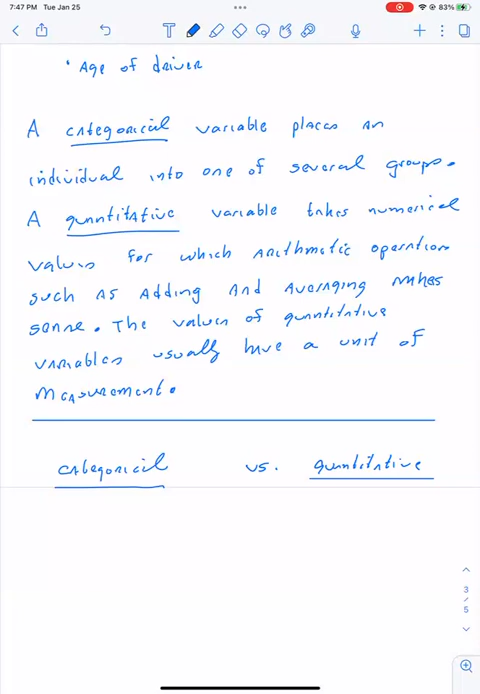 7:47 PM Tue Jan 25
83%
• Age of driver
A categorical variable places an
individual into one of several groups.
A quantitative variable takes numerical
values for which arithmetic operations
such as adding and averaging makes
sense. The values of quantitative
variables usually have a unit of
measurement.
categorical vs. quantitative
3
/
5